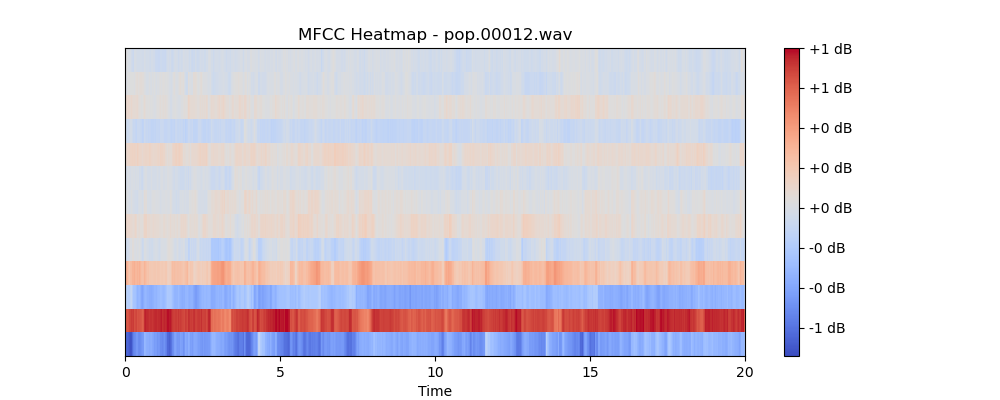 MFCC Heatmap - pop.00012.wav
+1 dB
+1 dB
+0 dB
+0 dB
+0 dB
-0 dB
-0 dB
-1 dB
0 5 10 15 20
Time